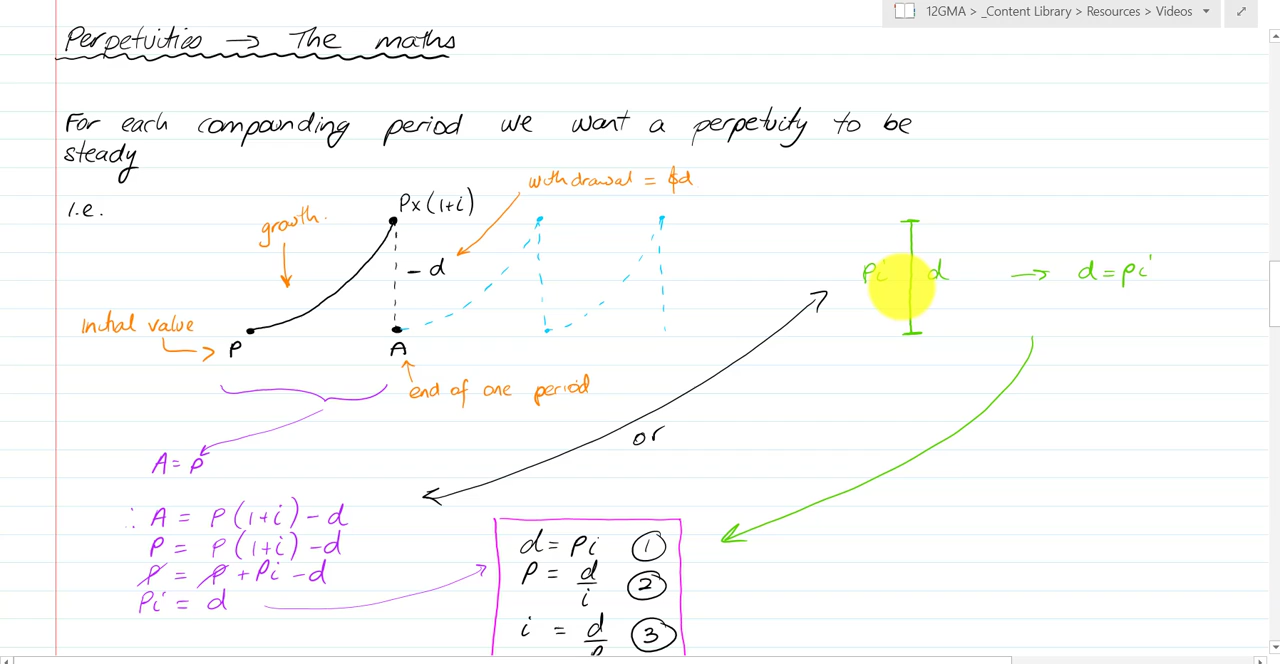 12GMA > _Content Library > Resources > Videos
Perpetuities → The maths
For each compounding period we want a perpetuity to be
steady
i.e.
withdrawal = $d
P×(1+i)
growth.
- d
Pi d → d = pi
Initial value
P
A
end of one period
or
A = P
∴ A = P(1+i) - d
P = P(1+i) - d
P = P + Pi - d
Pi = d
d = Pi ①
P = d/i ②
i = d/P ③